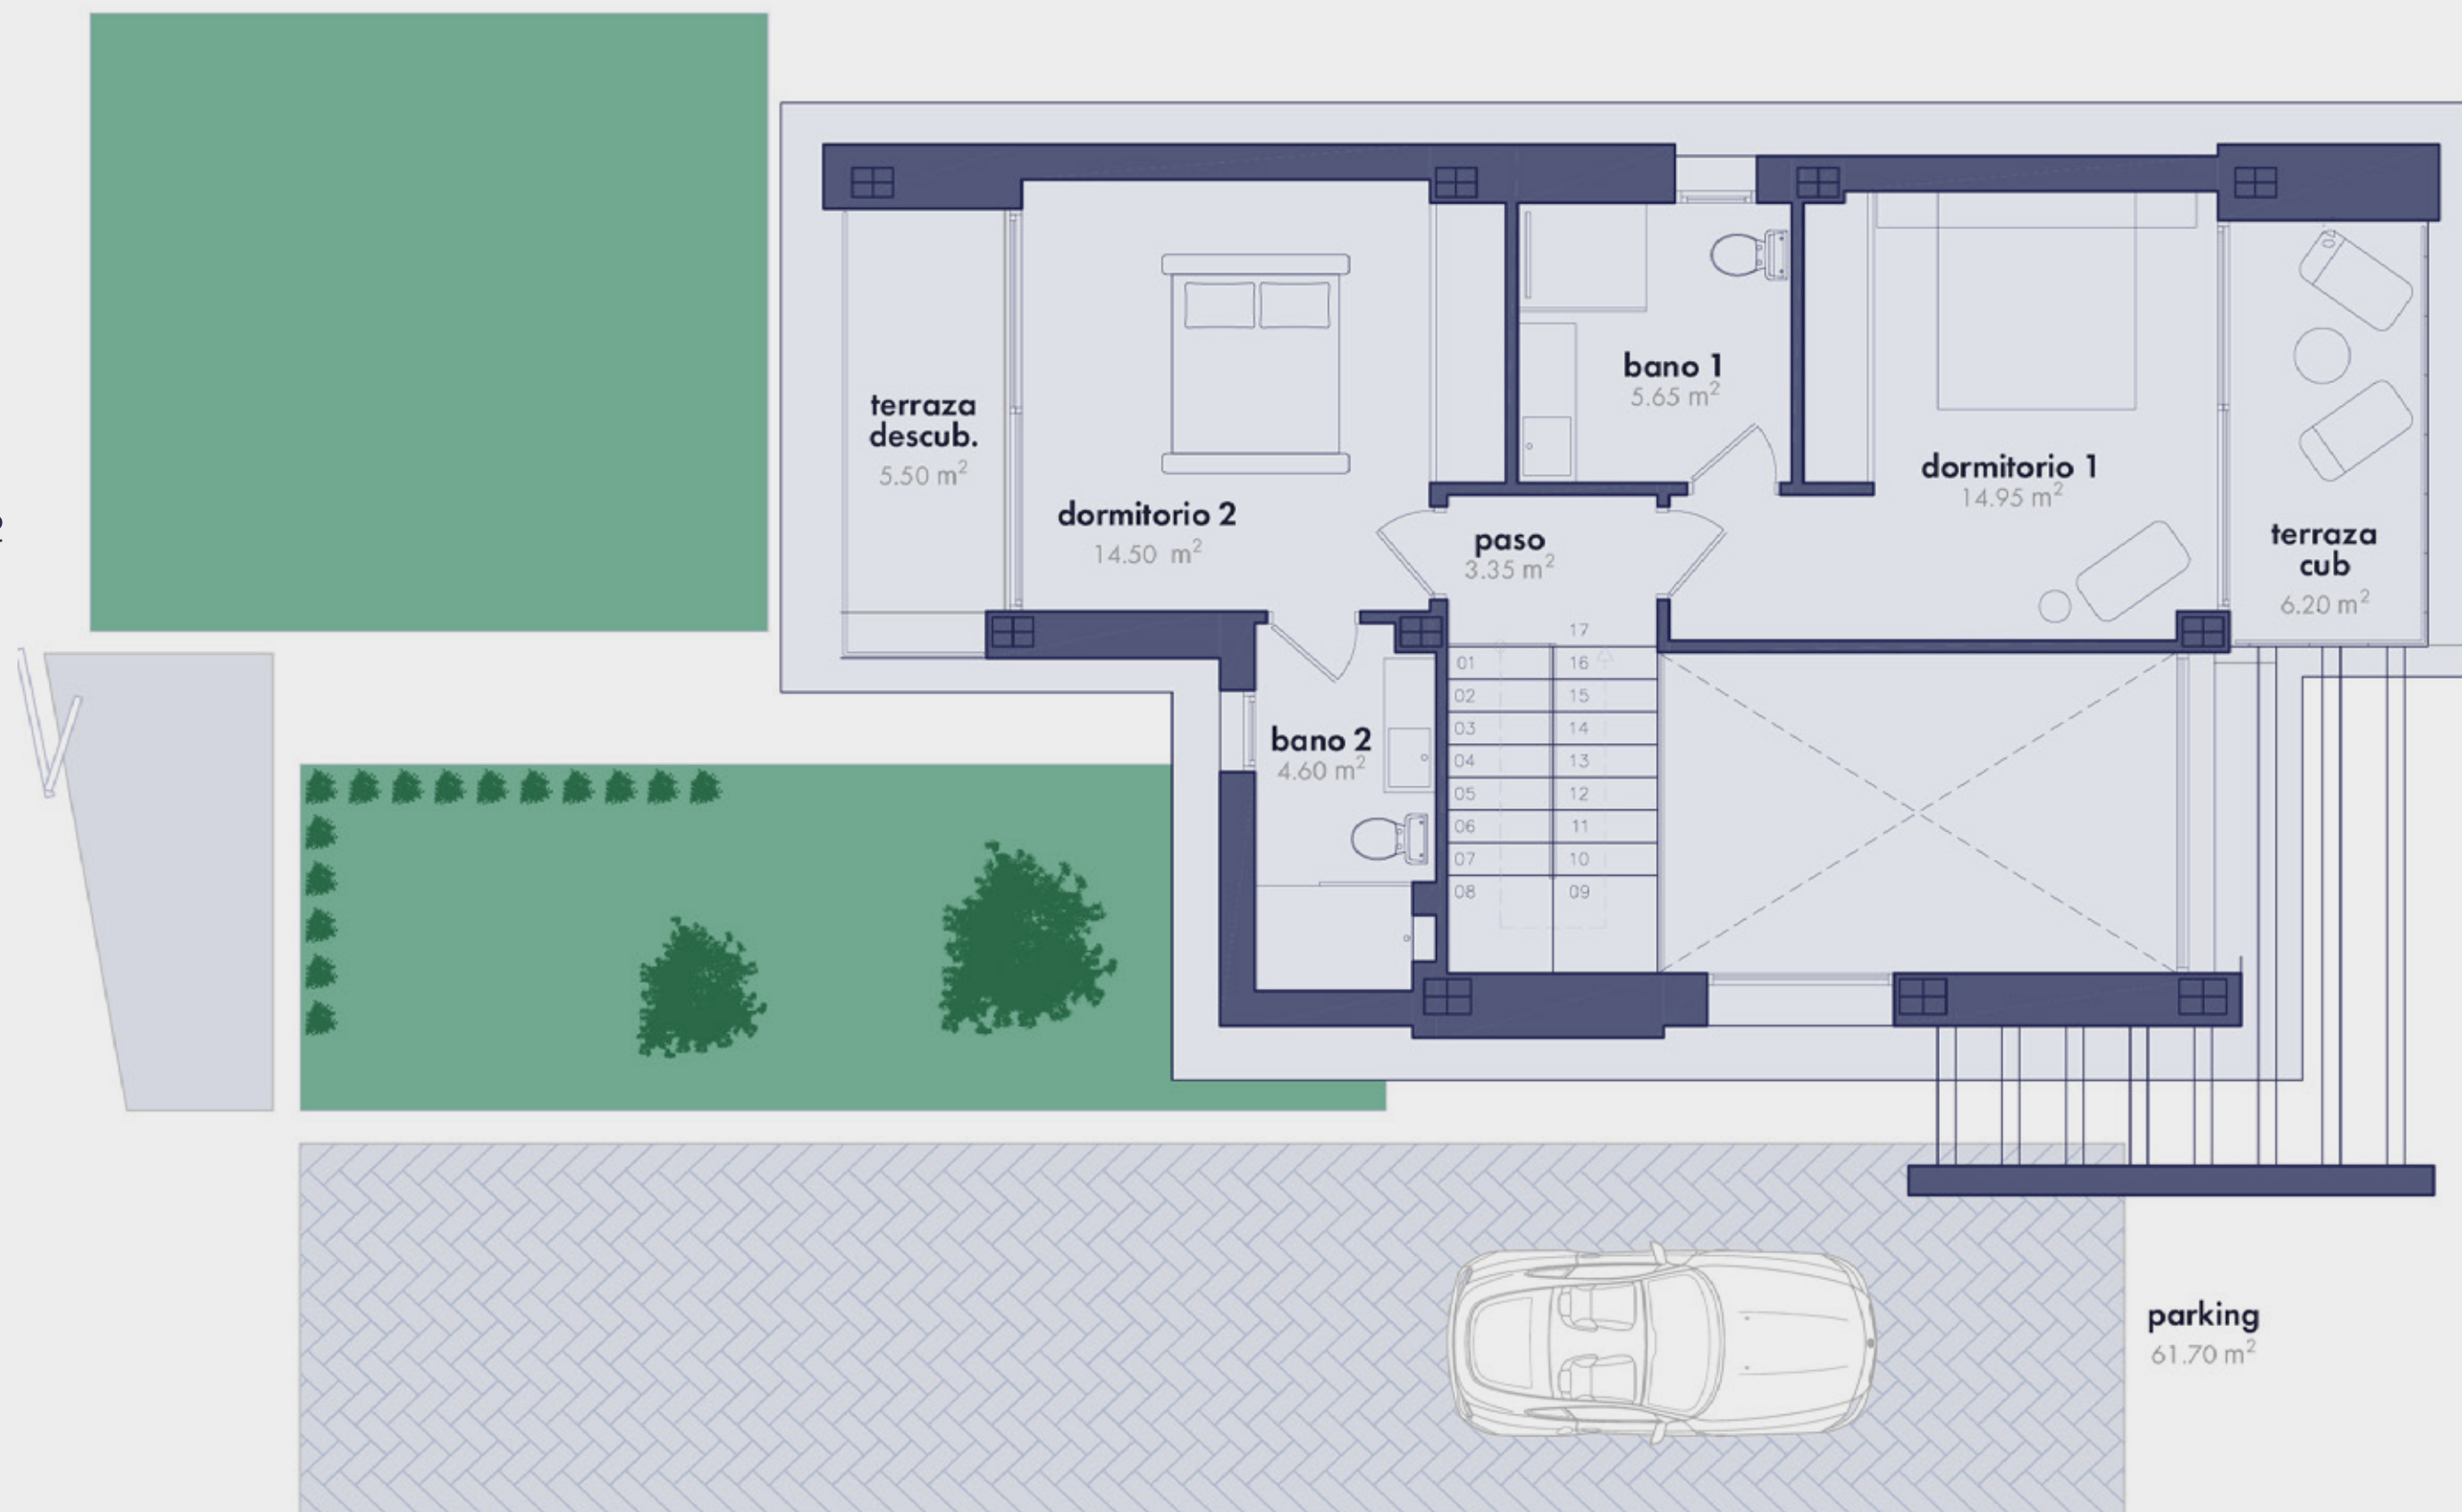 terraza
descub.
5.50 m²
dormitorio 2
14.50 m²
bano 1
5.65 m²
paso
3.35 m²
dormitorio 1
14.95 m²
terraza
cub
6.20 m²
bano 2
4.60 m²
17
01 16
02 15
03 14
04 13
05 12
06 11
07 10
08 09
parking
61.70 m²